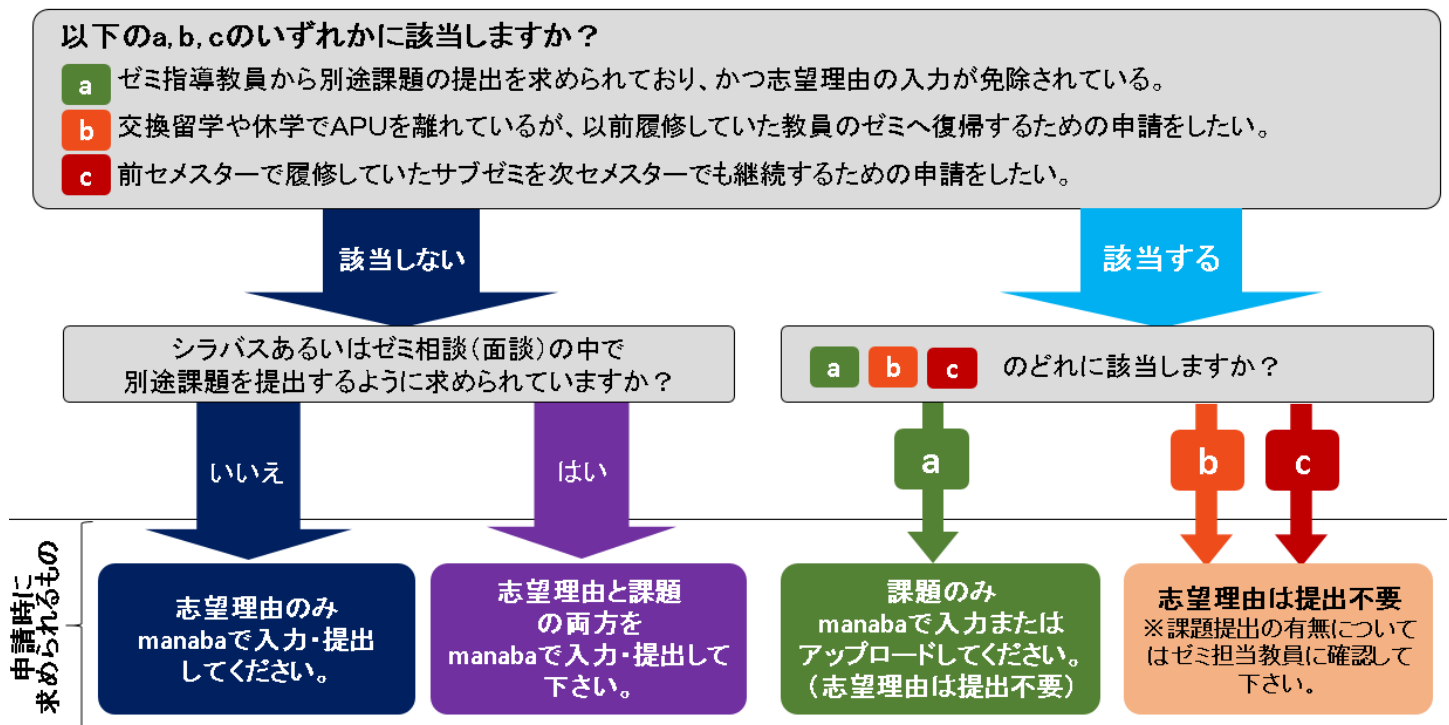 以下のa,b,cのいずれかに該当しますか？
a ゼミ指導教員から別途課題の提出を求められており、かつ志望理由の入力が免除されている。
b 交換留学や休学でAPUを離れているが、以前履修していた教員のゼミへ復帰するための申請をしたい。
c 前セメスターで履修していたサブゼミを次セメスターでも継続するための申請をしたい。
該当しない
該当する
シラバスあるいはゼミ相談（面談）の中で
別途課題を提出するように求められていますか？
a b c のどれに該当しますか？
いいえ
はい
a
b
c
申請時に
求められるもの
志望理由のみ
manabaで入力・提出
してください。
志望理由と課題
の両方を
manabaで入力・提出して
下さい。
課題のみ
manabaで入力または
アップロードしてください。
（志望理由は提出不要）
志望理由は提出不要
※課題提出の有無について
はゼミ担当教員に確認して
下さい。